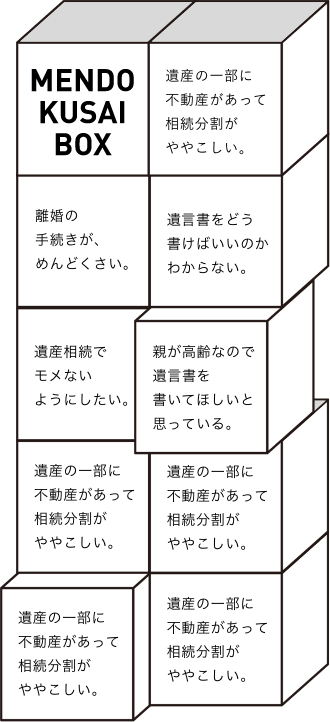 MENDO
KUSAI
BOX
遺産の一部に
不動産があって
相続分割が
ややこしい。
離婚の
手続きが、
めんどくさい。
遺言書をどう
書けばいいのか
わからない。
遺産相続で
モメない
ようにしたい。
親が高齢なので
遺言書を
書いてほしいと
思っている。
遺産の一部に
不動産があって
相続分割が
ややこしい。
遺産の一部に
不動産があって
相続分割が
ややこしい。
遺産の一部に
不動産があって
相続分割が
ややこしい。
遺産の一部に
不動産があって
相続分割が
ややこしい。